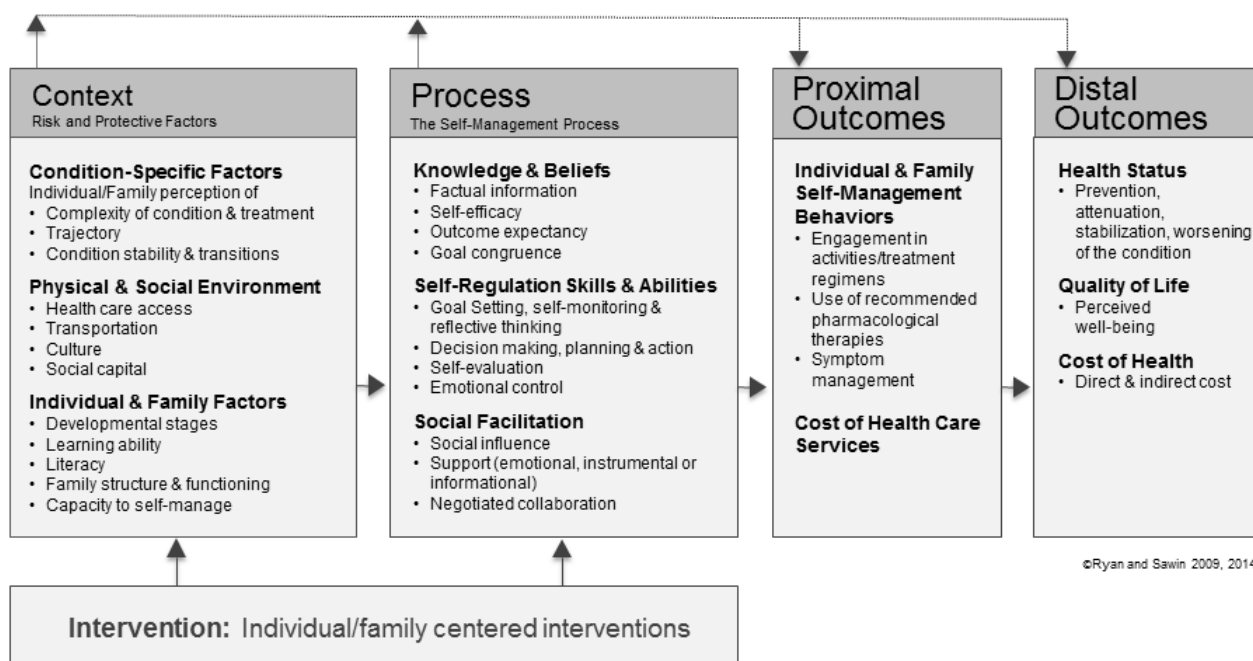 Context
Risk and Protective Factors
Condition-Specific Factors
Individual/Family perception of
• Complexity of condition & treatment
• Trajectory
• Condition stability & transitions
Physical & Social Environment
• Health care access
• Transportation
• Culture
• Social capital
Individual & Family Factors
• Developmental stages
• Learning ability
• Literacy
• Family structure & functioning
• Capacity to self-manage
Process
The Self-Management Process
Knowledge & Beliefs
• Factual information
• Self-efficacy
• Outcome expectancy
• Goal congruence
Self-Regulation Skills & Abilities
• Goal Setting, self-monitoring &
reflective thinking
• Decision making, planning & action
• Self-evaluation
• Emotional control
Social Facilitation
• Social influence
• Support (emotional, instrumental or
informational)
• Negotiated collaboration
Proximal
Outcomes
Individual & Family
Self-Management
Behaviors
• Engagement in
activities/treatment
regimens
• Use of recommended
pharmacological
therapies
• Symptom
management
Cost of Health Care
Services
Distal
Outcomes
Health Status
• Prevention,
attenuation,
stabilization, worsening
of the condition
Quality of Life
• Perceived
well-being
Cost of Health
• Direct & indirect cost
©Ryan and Sawin 2009, 2014
Intervention: Individual/family centered interventions